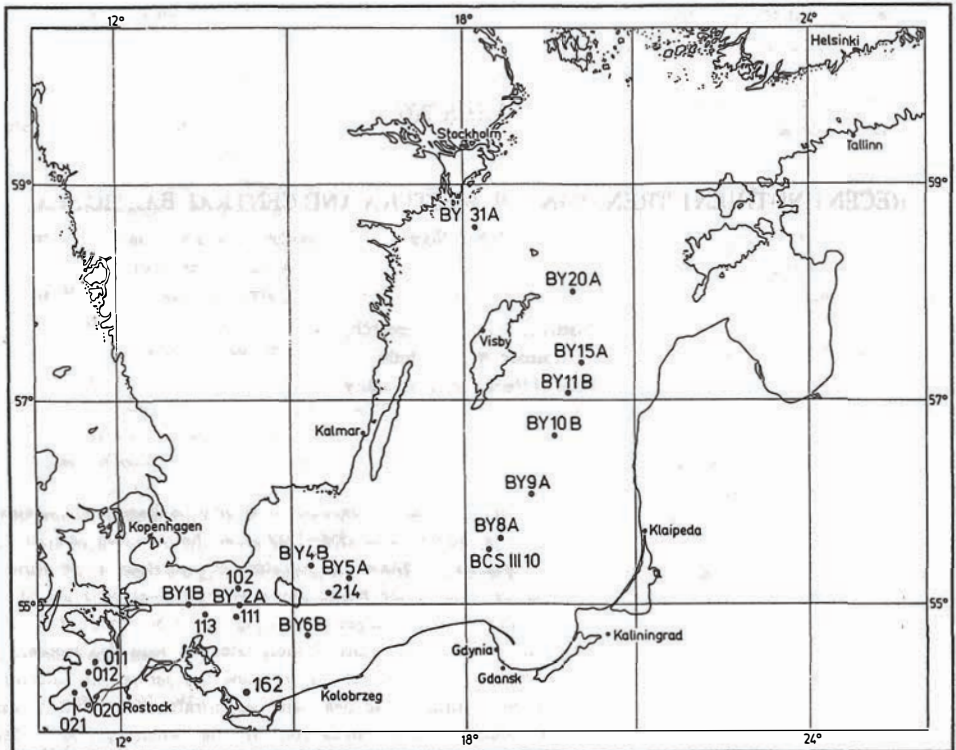 12° 18° 24°
Helsinki
Stockholm
Tallinn
59° 59°
BY 31A
BY20A
Visby
BY15A
BY11B
57° 57°
BY10B
Kalmar
BY9A
Kopenhagen
BY8A
Klaipeda
BY4B
BCS III 10
102
BY5A
BY1B
BY 2A
214
55° 55°
113
111
BY6B
Kaliningrad
Gdynia
011
012
Gdansk
162
Kolobrzeg
020
Rostock
021
12° 18° 24°